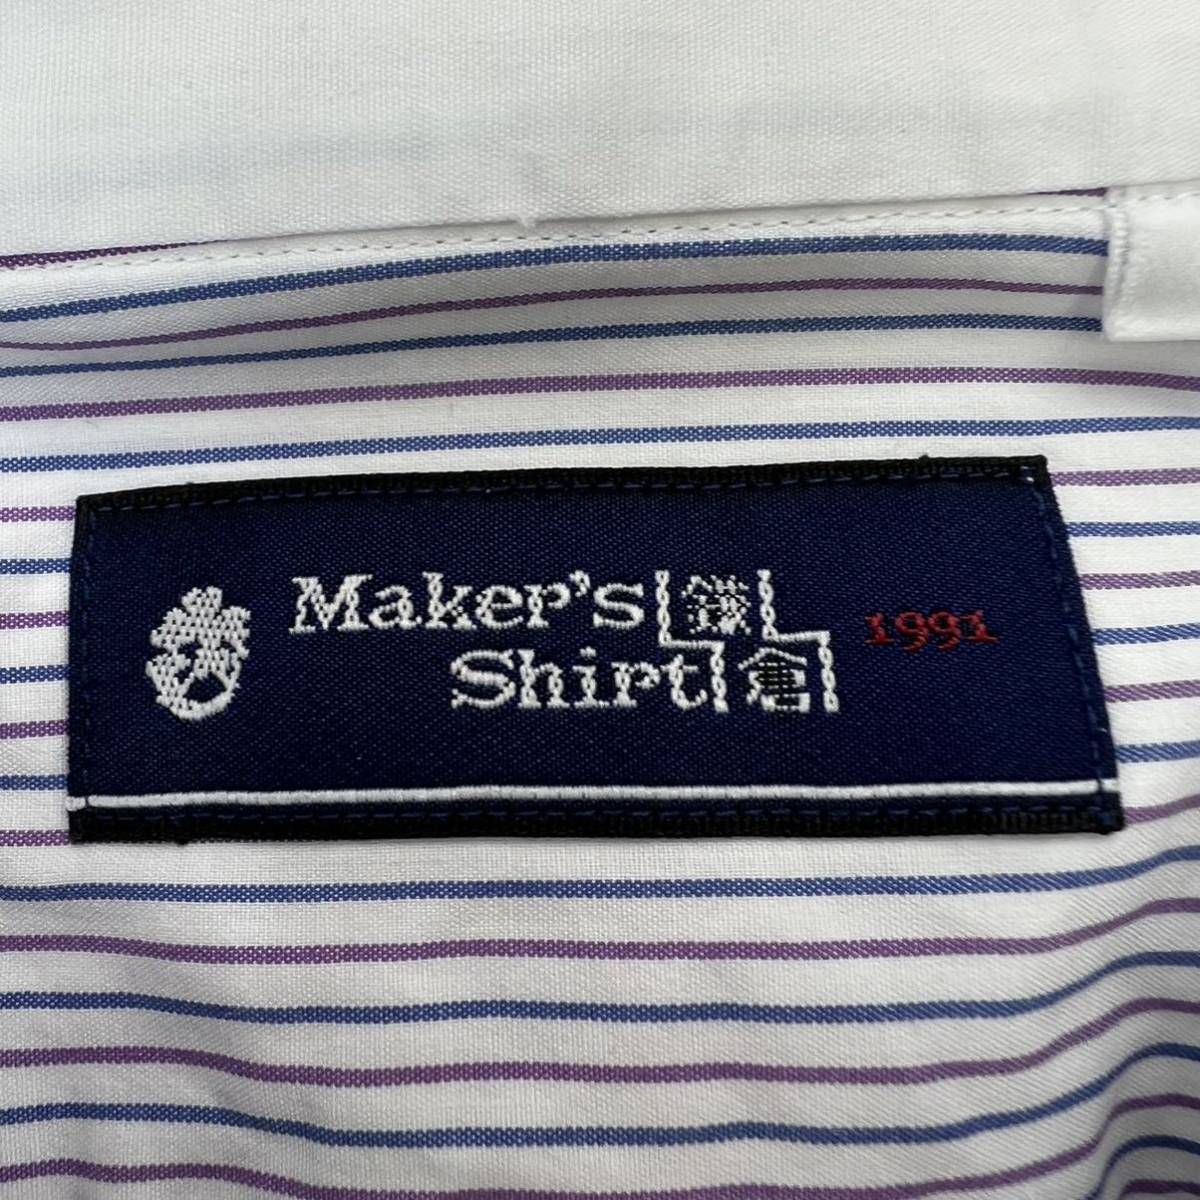 Maker's 鎌 1991
Shirt 倉